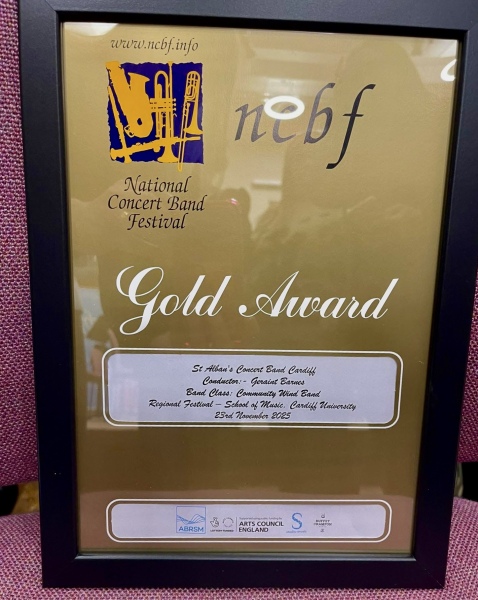 www.ncbf.info
ncbf
National
Concert Band
Festival
Gold Award
St Alban's Concert Band Cardiff
Conductor:- Geraint Barnes
Band Class: Community Wind Band
Regional Festival – School of Music, Cardiff University
23rd November 2025
ABRSM
ARTS COUNCIL
ENGLAND
S